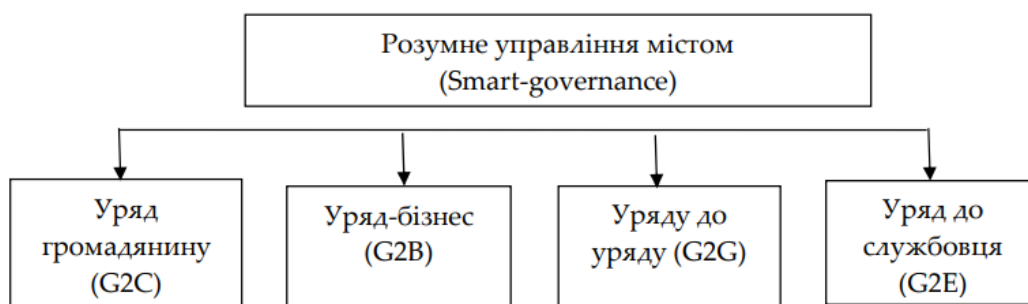 Розумне управління містом
(Smart-governance)
Уряд
громадянину
(G2C)
Уряд-бізнес
(G2B)
Уряду до
уряду (G2G)
Уряд до
службовця
(G2E)